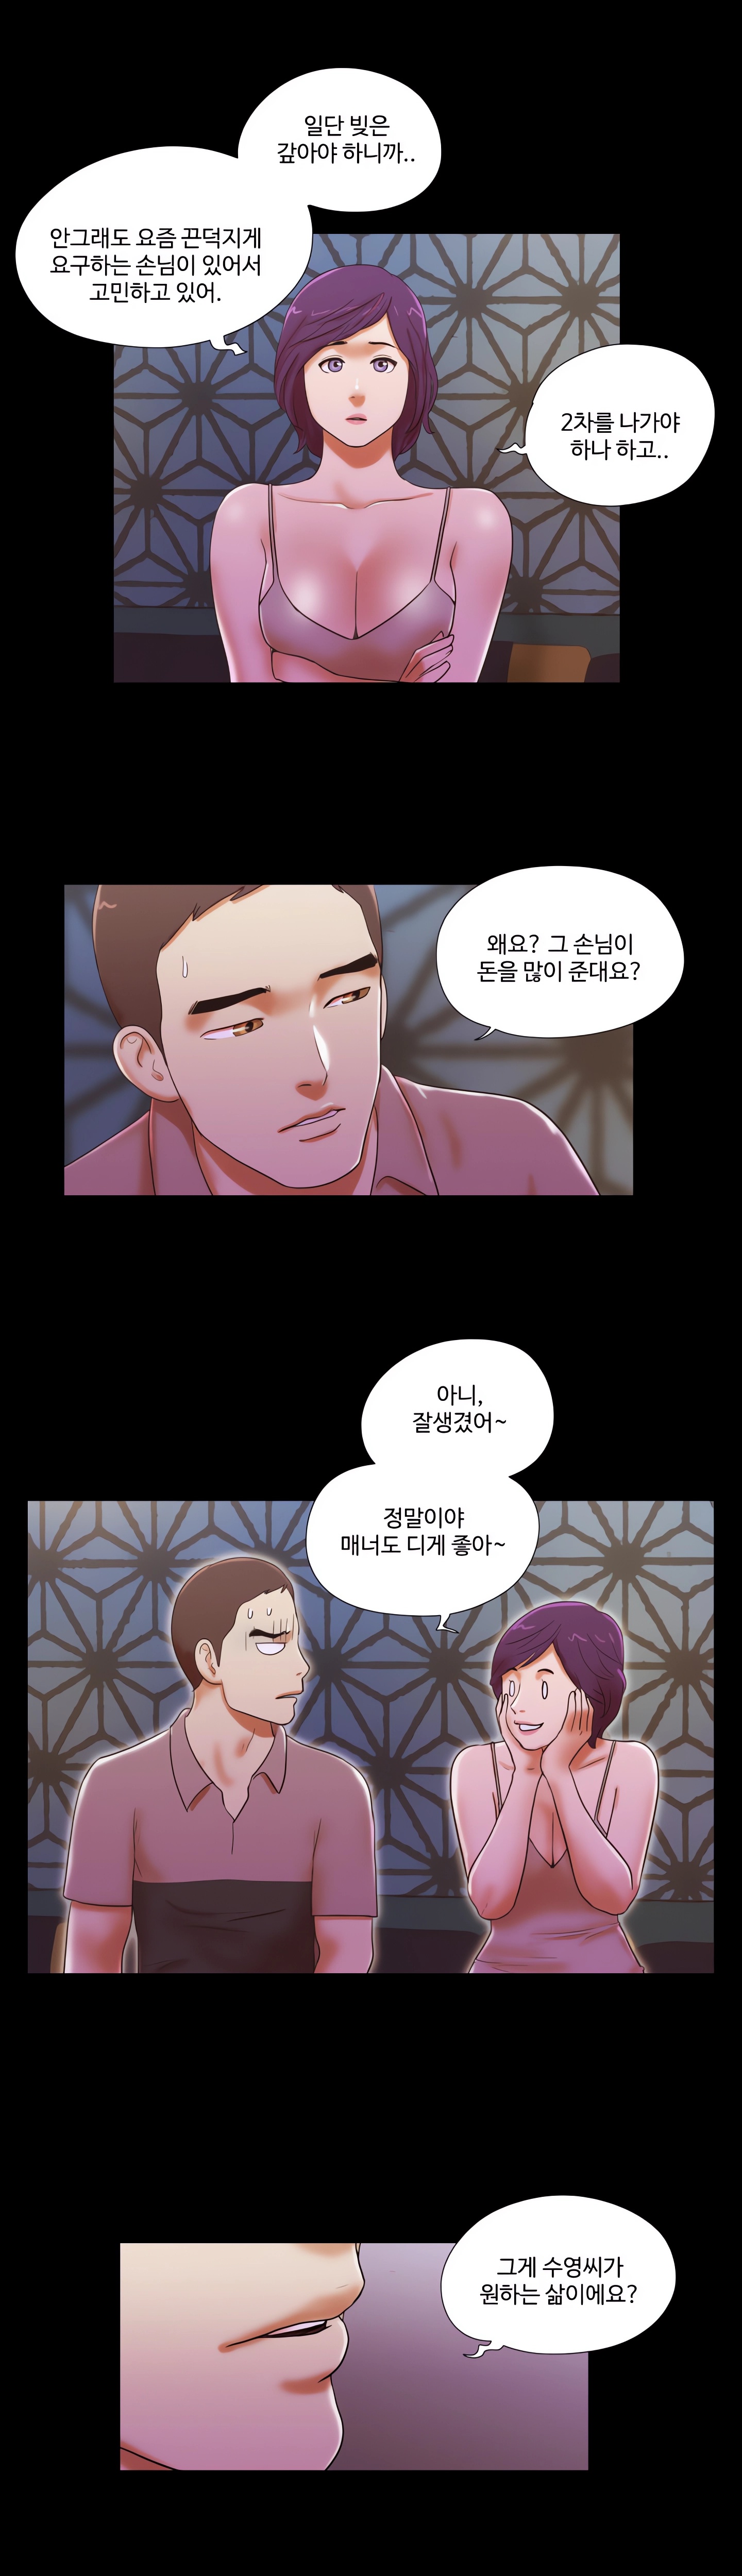 일단 빚은
갚아야 하니까..
안그래도 요즘 끈덕지게
요구하는 손님이 있어서
고민하고 있어.
2차를 나가야
하나 하고..
왜요? 그 손님이
돈을 많이 준대요?
아니,
잘생겼어~
정말이야
매너도 디게 좋아~
그게 수영씨가
원하는 삶이에요?